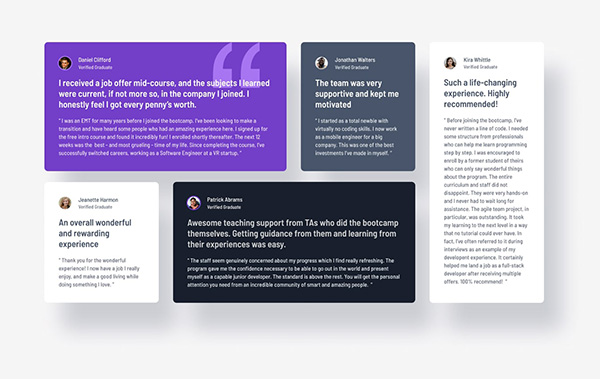 Daniel Clifford
Verified Graduate
I received a job offer mid-course, and the subjects I learned
were current, if not more so, in the company I joined. I
honestly feel I got every penny's worth.
" I was an EMT for many years before I joined the bootcamp. I've been looking to make a
transition and have heard some people who had an amazing experience here. I signed up for
the free intro course and found it incredibly fun! I enrolled shortly thereafter. The next 12
weeks was the best - and most grueling - time of my life. Since completing the course, I've
successfully switched careers, working as a Software Engineer at a VR startup. "
Jonathan Walters
Verified Graduate
The team was very
supportive and kept me
motivated
" I started as a total newbie with
virtually no coding skills. I now work
as a mobile engineer for a big
company. This was one of the best
investments I've made in myself. "
Kira Whittle
Verified Graduate
Such a life-changing
experience. Highly
recommended!
" Before joining the bootcamp, I've
never written a line of code. I needed
some structure from professionals
who can help me learn programming
step by step. I was encouraged to
enroll by a former student of theirs
who can only say wonderful things
about the program. The entire
curriculum and staff did not
disappoint. They were very hands-on
and I never had to wait long for
assistance. The agile team project, in
particular, was outstanding. It took my
learning to the next level in a way
that no tutorial could ever have. In
fact, I've often referred to it during
interviews as an example of my
developent experience. It certainly
helped me land a job as a full-stack
developer after receiving multiple
offers. 100% recommend! "
Jeanette Harmon
Verified Graduate
An overall wonderful
and rewarding
experience
" Thank you for the wonderful
experience! I now have a job I really
enjoy, and make a good living while
doing something I love. "
Patrick Abrams
Verified Graduate
Awesome teaching support from TAs who did the bootcamp
themselves. Getting guidance from them and learning from
their experiences was easy.
" The staff seem genuinely concerned about my progress which I find really refreshing. The
program gave me the confidence necessary to be able to go out in the world and present
myself as a capable junior developer. The standard is above the rest. You will get the personal
attention you need from an incredible community of smart and amazing people. "